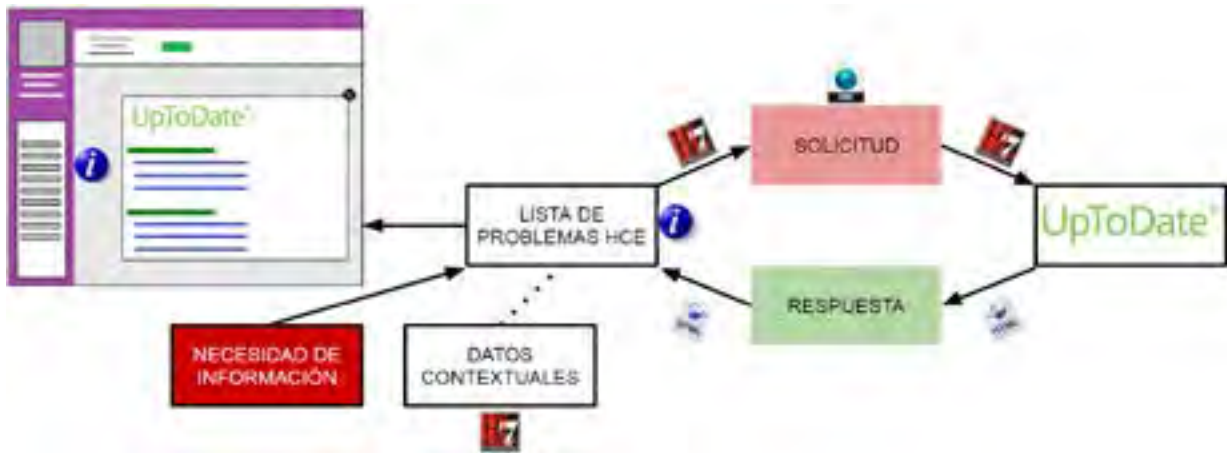 UpToDate®
SOLICITUD
LISTA DE
PROBLEMAS HCE
UpToDate®
RESPUESTA
NECESIDAD DE
INFORMACIÓN
DATOS
CONTEXTUALES